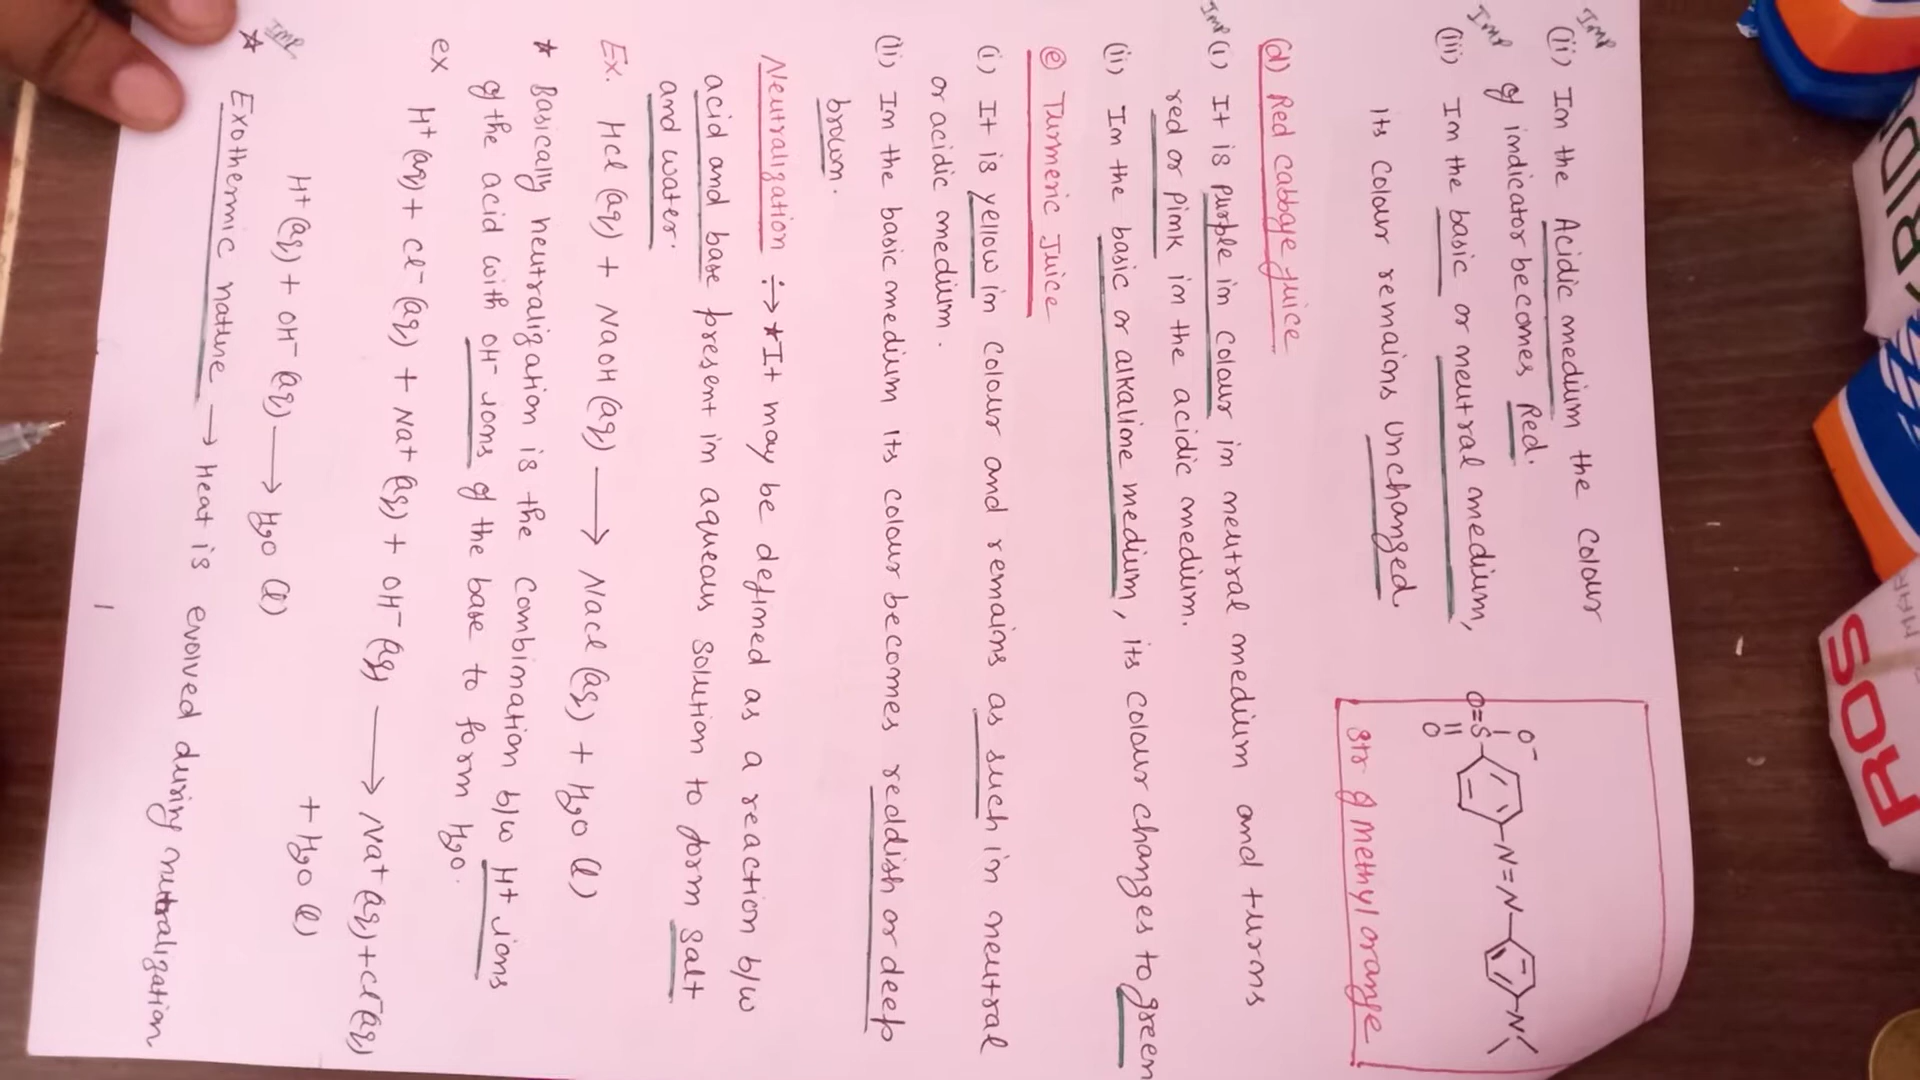 Imp
(ii) In the Acidic medium the colour
of indicator becomes Red.
Imp
(iii) In the basic or neutral medium,
its colour remains unchanged.
O⁻
O=S
O
N=N
N
str of methyl orange
(d) Red cabbage juice
Imp (i) It is purple in colour in neutral medium and turns
red or pink in the acidic medium.
(ii) In the basic or alkaline medium, its colour changes to green
(e) Turmeric Juice
(i) It is yellow in colour and remains as such in neutral
or acidic medium.
(ii) In the basic medium its colour becomes reddish or deep
brown.
Neutralization ÷→ *It may be defined as a reaction b/w
acid and base present in aqueous solution to form salt
and water.
Ex. HCl (aq) + NaOH (aq) ⟶ NaCl (aq) + H₂O (l)
* Basically neutralization is the combination b/w H⁺ ions
of the acid with OH⁻ ions of the base to form H₂O.
ex H⁺ (aq) + Cl⁻ (aq) + Na⁺ (aq) + OH⁻ (aq) ⟶ Na⁺ (aq) + Cl⁻ (aq)
+ H₂O (l)
H⁺ (aq) + OH⁻ (aq) ⟶ H₂O (l)
Imp
* Exothermic nature → Heat is evolved during neutralization
1
ROS